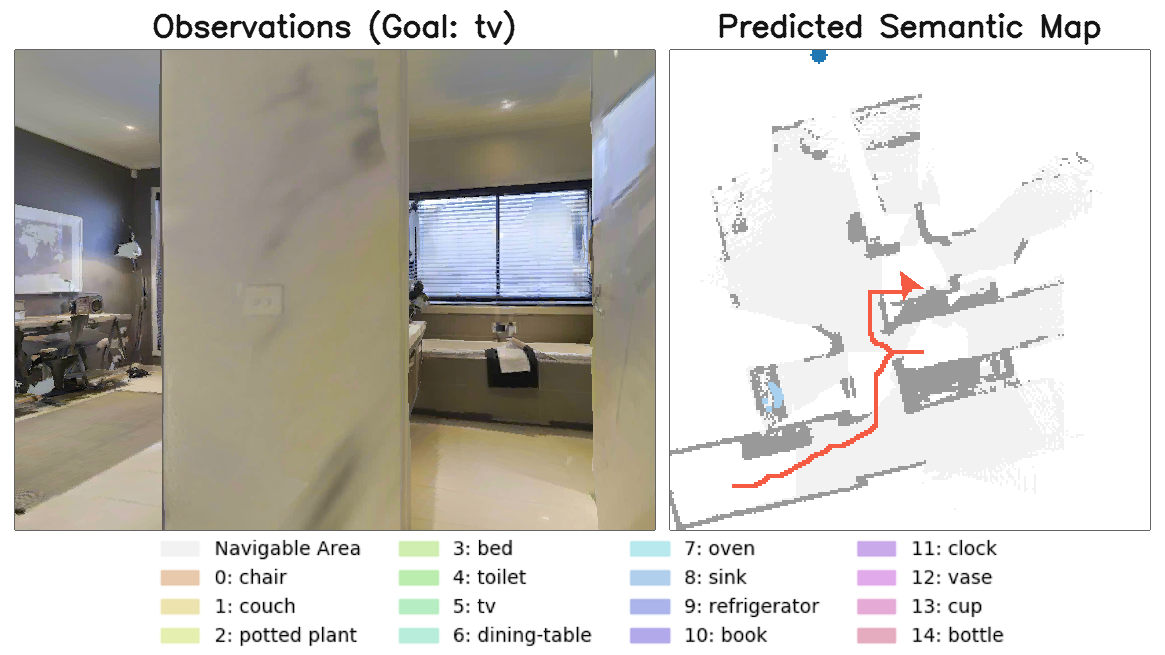 Observations (Goal: tv)
Predicted Semantic Map
Navigable Area
0: chair
1: couch
2: potted plant
3: bed
4: toilet
5: tv
6: dining-table
7: oven
8: sink
9: refrigerator
10: book
11: clock
12: vase
13: cup
14: bottle